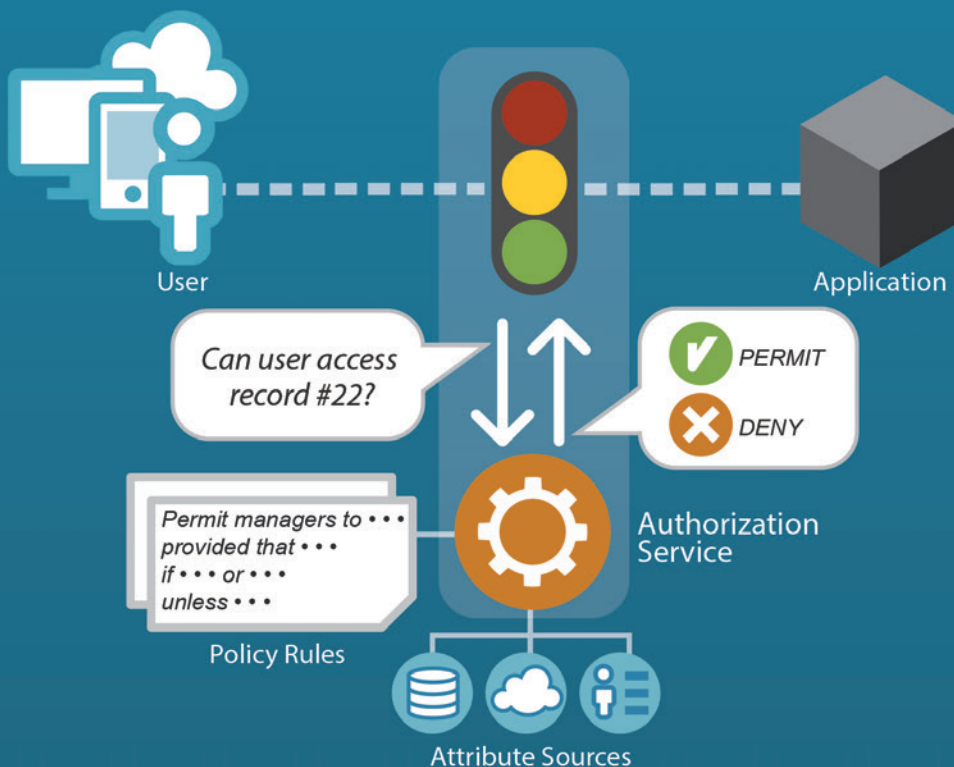 User
Application
Can user access
record #22?
PERMIT
DENY
Permit managers to • • •
provided that • • •
if • • • or • • •
unless • • •
Authorization
Service
Policy Rules
Attribute Sources